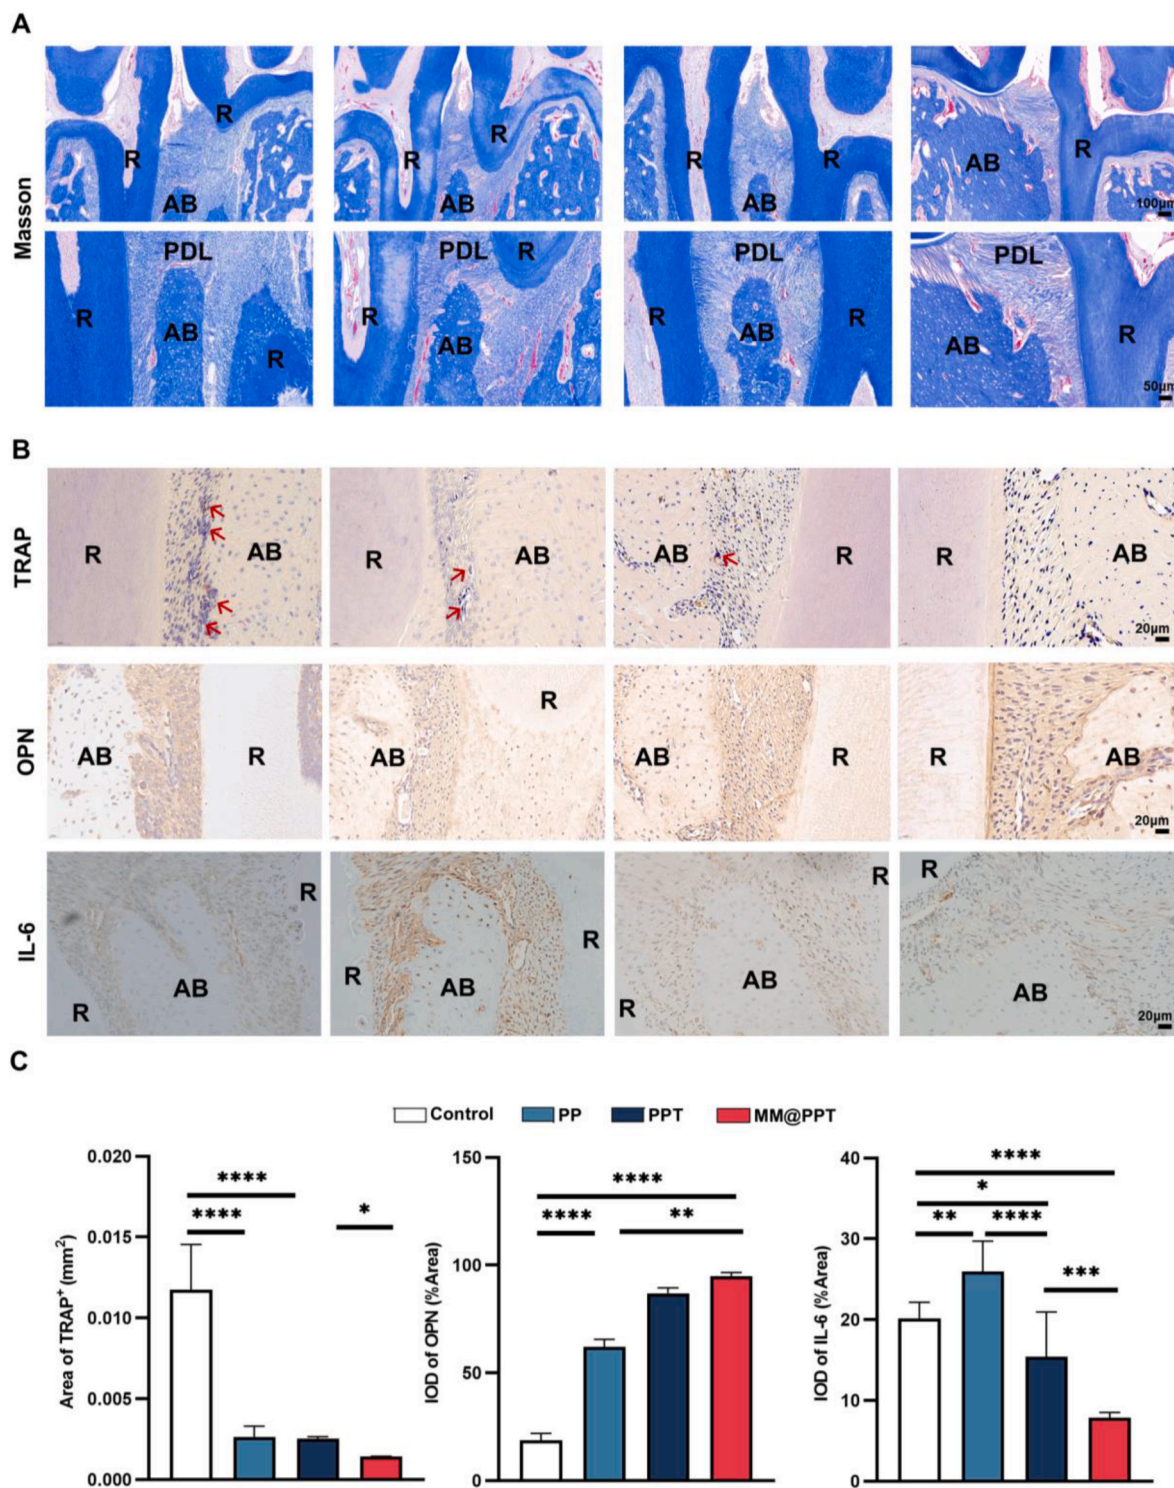 A
Masson
R R AB
R R AB
R R AB
AB R 100μm
PDL R AB R
PDL R R AB
PDL R AB R
PDL AB R 50μm
B
TRAP
R AB
R AB
AB R
R AB 20μm
OPN
AB R
AB R
AB R
R AB 20μm
IL-6
R AB R
R AB R
R AB R
R AB 20μm
C
Control PP PPT MM@PPT
Area of TRAP⁺ (mm²)
0.020
0.015
0.010
0.005
0.000
****
****
*
IOD of OPN (%Area)
150
100
50
0
****
**** **
IOD of IL-6 (%Area)
40
30
20
10
0
****
*
** ****
***